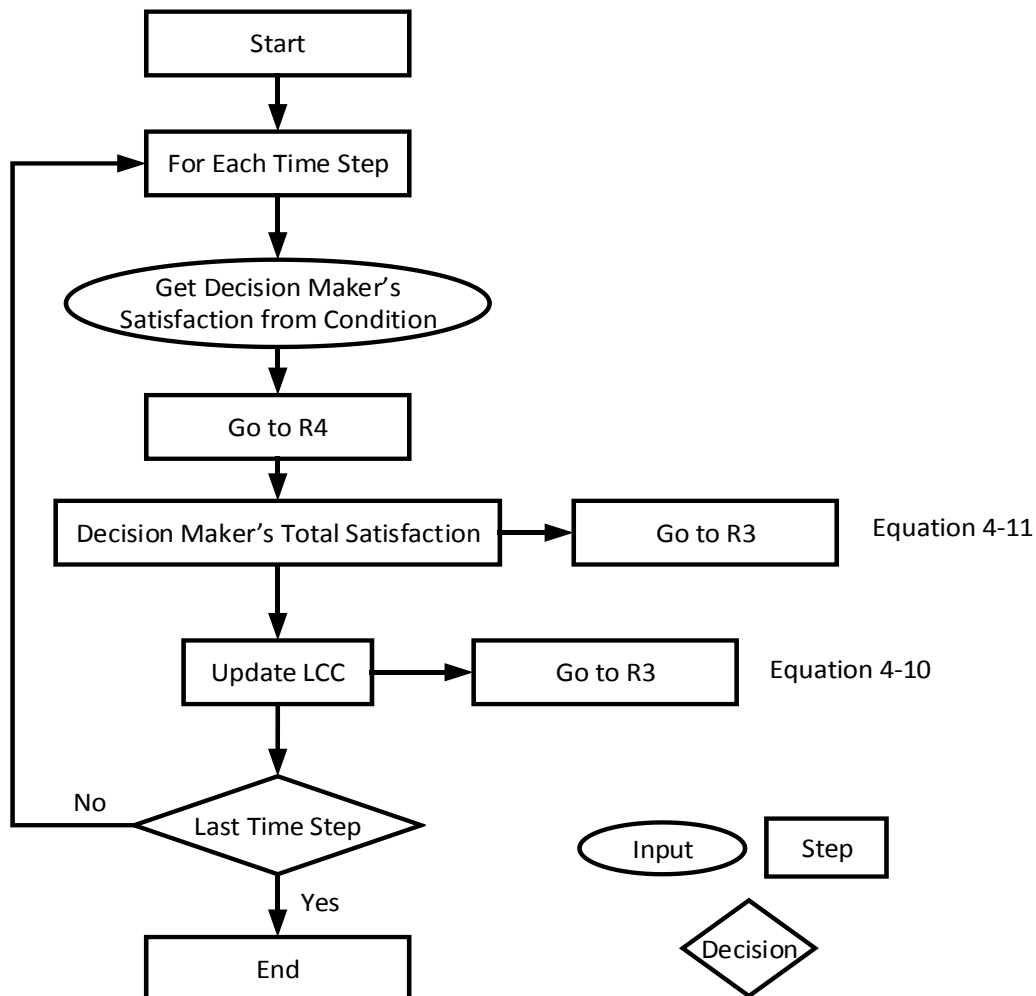 Start
For Each Time Step
Get Decision Maker’s
Satisfaction from Condition
Go to R4
Decision Maker’s Total Satisfaction
Go to R3
Equation 4-11
Update LCC
Go to R3
Equation 4-10
No
Last Time Step
Input
Step
Yes
Decision
End